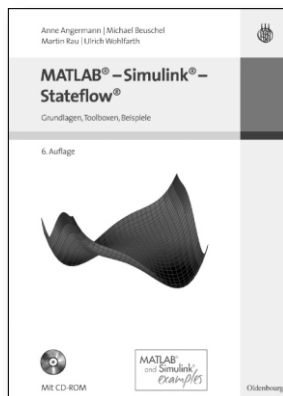 Anne Angermann | Michael Beuschel
Martin Rau | Ulrich Wohlfarth
MATLAB® – Simulink® –
Stateflow®
Grundlagen, Toolboxen, Beispiele
6. Auflage
MATLAB®
and Simulink®
examples
Mit CD-ROM
Oldenbourg